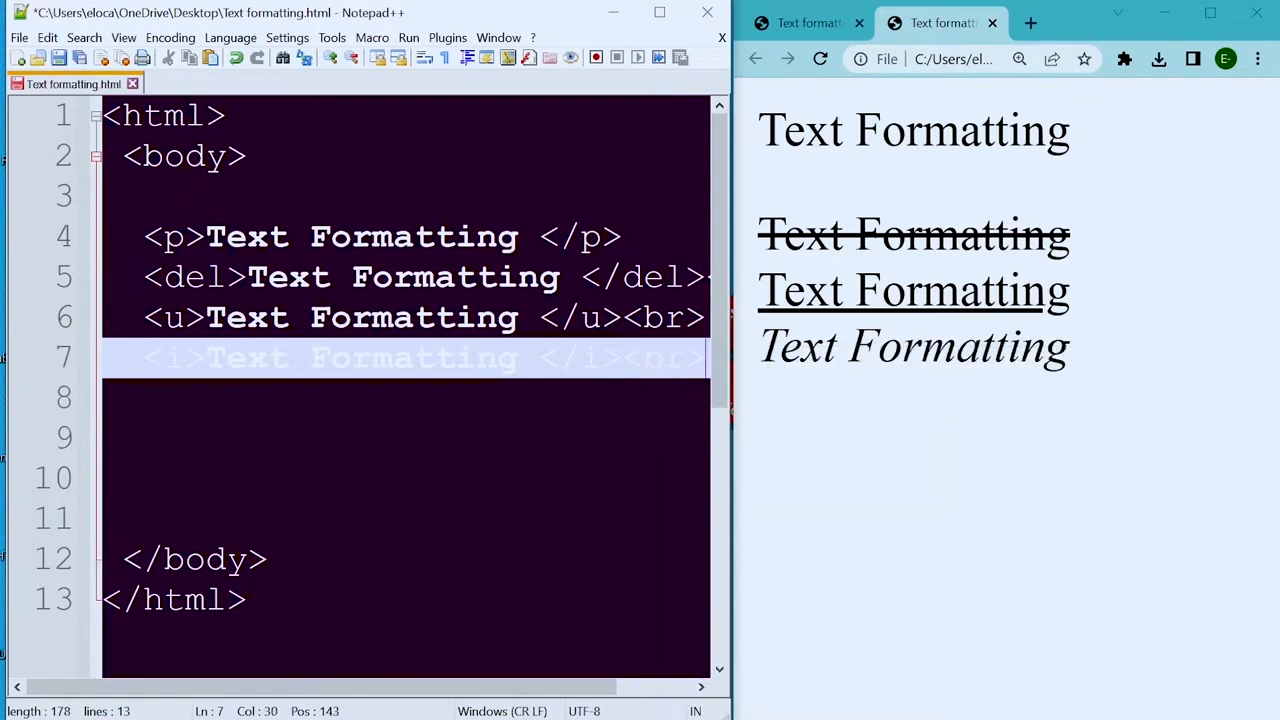 *C:\Users\eloca\OneDrive\Desktop\Text formatting.html - Notepad++
File Edit Search View Encoding Language Settings Tools Macro Run Plugins Window ? X
Text formatting.html
1 <html>
2 <body>
3
4 <p>Text Formatting </p>
5 <del>Text Formatting </del><
6 <u>Text Formatting </u><br>
7 <i>Text Formatting </i><br>
8
9
10
11
12 </body>
13 </html>
length : 178 lines : 13 Ln : 7 Col : 30 Pos : 143 Windows (CR LF) UTF-8 IN
Text formatt
Text formatt
File C:/Users/el... E-
Text Formatting
Text Formatting
Text Formatting
Text Formatting